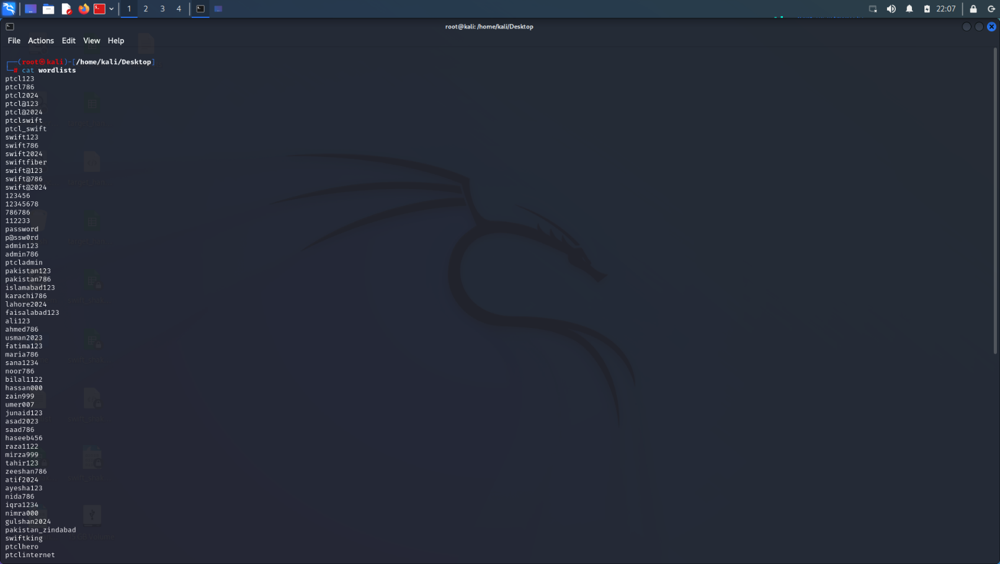 1 2 3 4
22:07
root@kali: /home/kali/Desktop
File Actions Edit View Help
┌──(root㉿kali)-[/home/kali/Desktop]
└─# cat wordlists
ptcl123
ptcl786
ptcl2024
ptcl@123
ptcl@2024
ptclswift
ptcl_swift
swift123
swift786
swift2024
swiftfiber
swift@123
swift@786
swift@2024
123456
12345678
786786
112233
password
p@ssw0rd
admin123
admin786
ptcladmin
pakistan123
pakistan786
islamabad123
karachi786
lahore2024
faisalabad123
ali123
ahmed786
usman2023
fatima123
maria786
sana1234
noor786
bilal1122
hassan000
zain999
umer007
junaid123
asad2023
saad786
haseeb456
raza1122
mirza999
tahir123
zeeshan786
atif2024
ayesha123
nida786
iqra1234
nimra000
gulshan2024
pakistan_zindabad
swiftking
ptclhero
ptclinternet